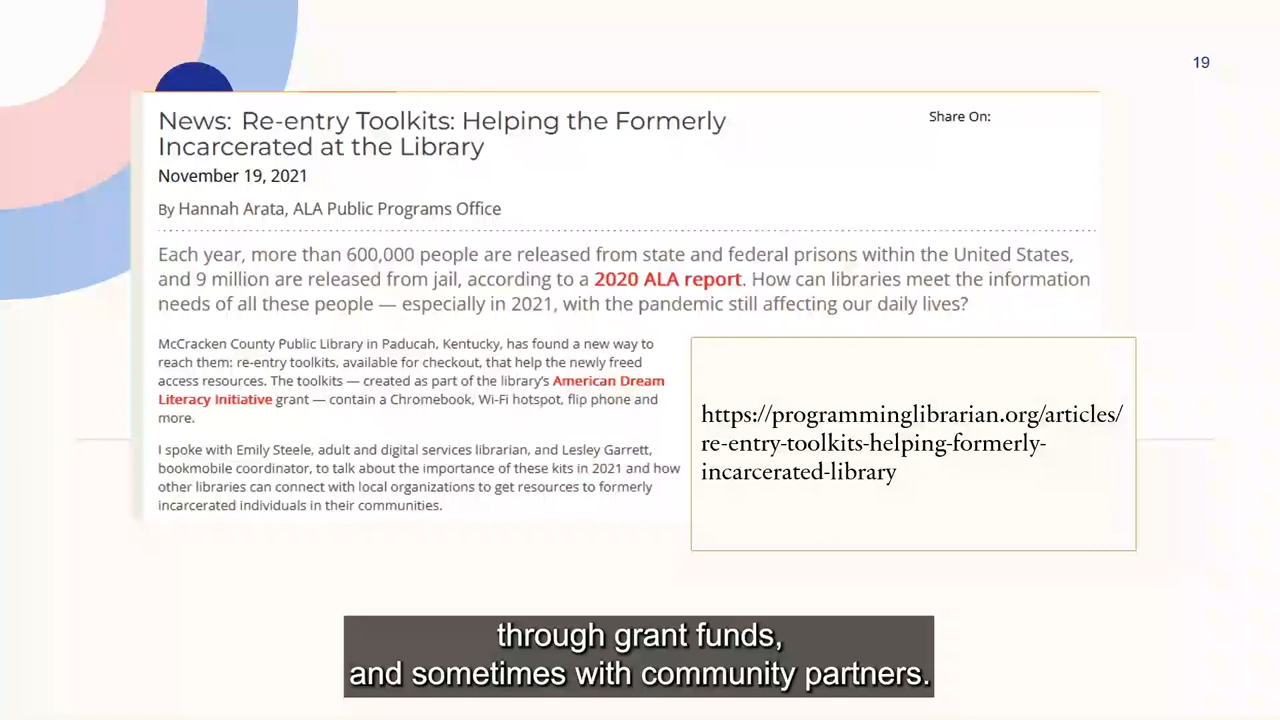 19
News: Re-entry Toolkits: Helping the Formerly
Incarcerated at the Library
Share On:
November 19, 2021
By Hannah Arata, ALA Public Programs Office
Each year, more than 600,000 people are released from state and federal prisons within the United States,
and 9 million are released from jail, according to a 2020 ALA report. How can libraries meet the information
needs of all these people — especially in 2021, with the pandemic still affecting our daily lives?
McCracken County Public Library in Paducah, Kentucky, has found a new way to
reach them: re-entry toolkits, available for checkout, that help the newly freed
access resources. The toolkits — created as part of the library's American Dream
Literacy Initiative grant — contain a Chromebook, Wi-Fi hotspot, flip phone and
more.
I spoke with Emily Steele, adult and digital services librarian, and Lesley Garrett,
bookmobile coordinator, to talk about the importance of these kits in 2021 and how
other libraries can connect with local organizations to get resources to formerly
incarcerated individuals in their communities.
https://programminglibrarian.org/articles/
re-entry-toolkits-helping-formerly-
incarcerated-library
through grant funds,
and sometimes with community partners.